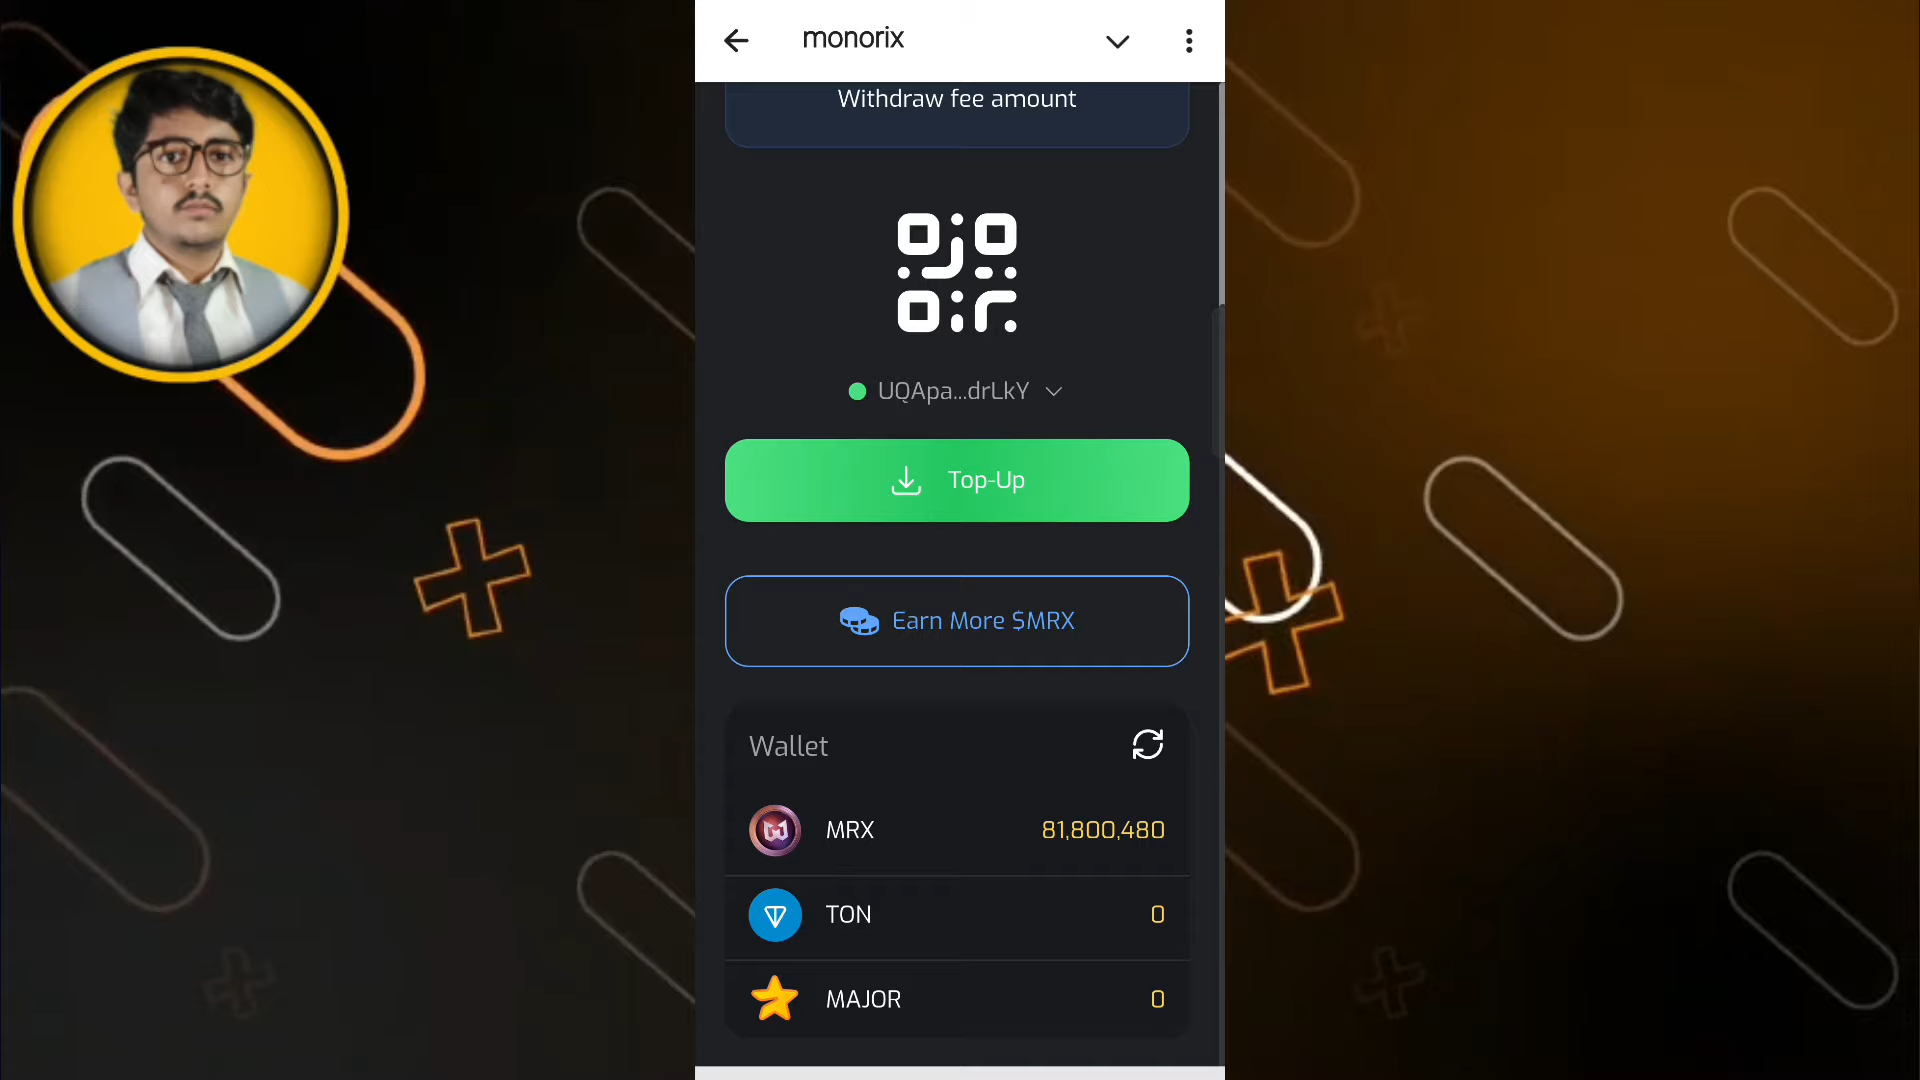 monorix
Withdraw fee amount
UQApa...drLkY
Top-Up
Earn More $MRX
Wallet
MRX 81,800,480
TON 0
MAJOR 0